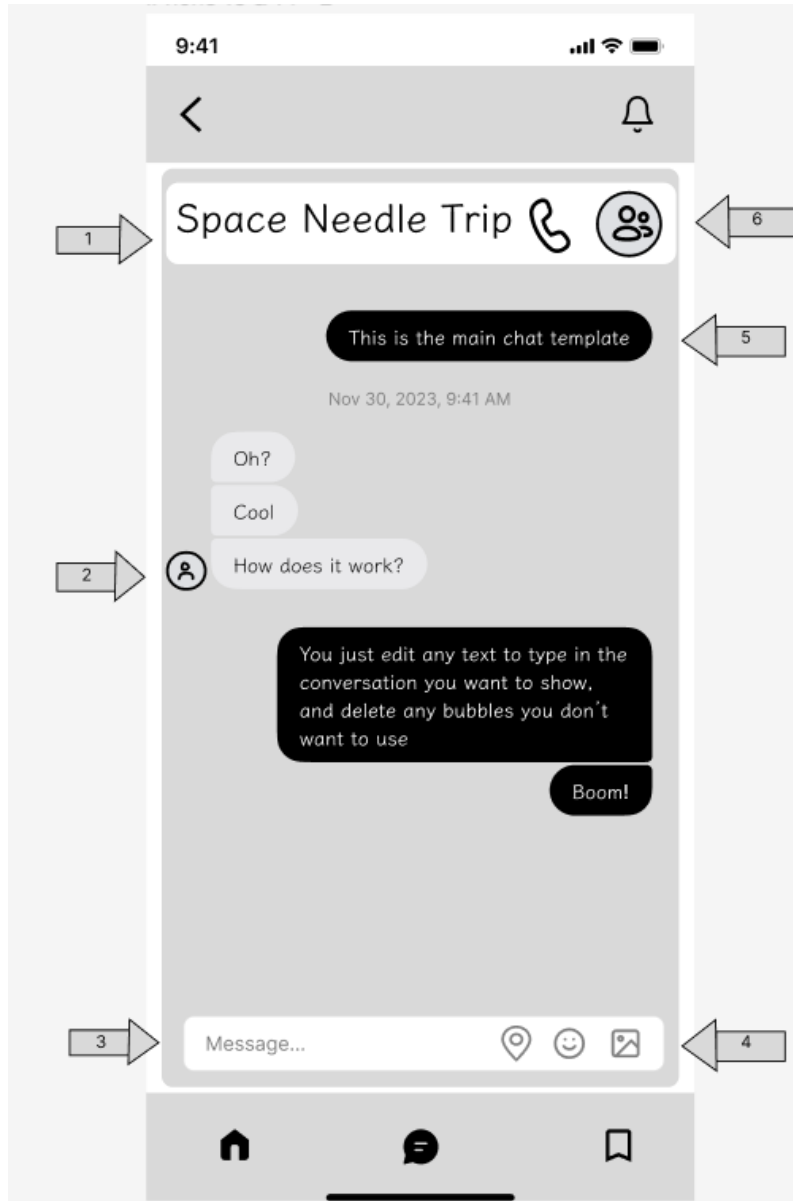 9:41
1
Space Needle Trip
6
This is the main chat template
5
Nov 30, 2023, 9:41 AM
Oh?
Cool
2
How does it work?
You just edit any text to type in the
conversation you want to show,
and delete any bubbles you don't
want to use
Boom!
3
Message...
4